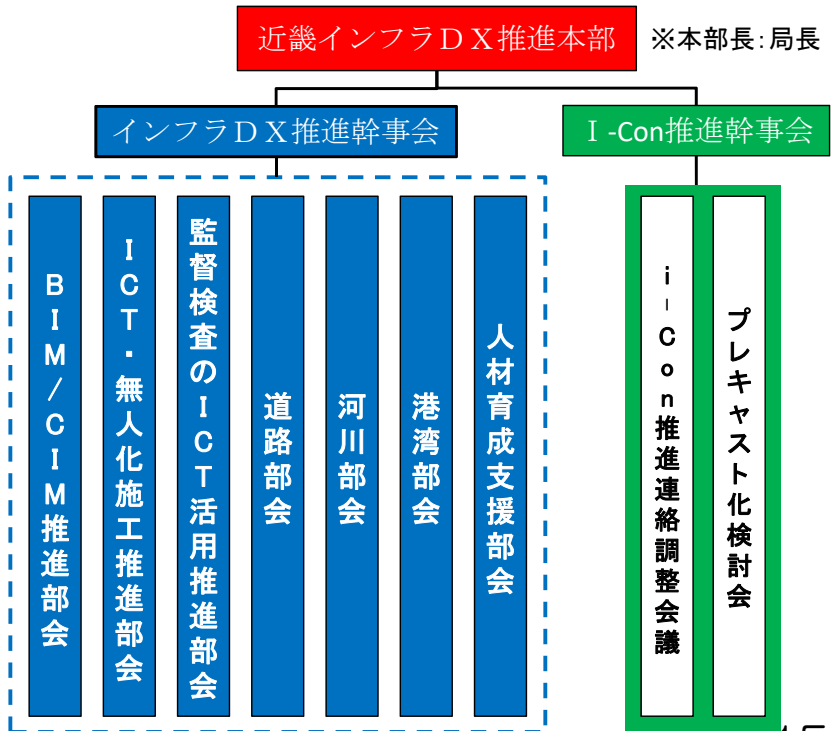 近畿インフラＤＸ推進本部
※本部長：局長
インフラＤＸ推進幹事会
Ⅰ-Con推進幹事会
ＢＩＭ/ＣＩＭ推進部会
ＩＣＴ・無人化施工推進部会
監督検査のＩＣＴ活用推進部会
道路部会
河川部会
港湾部会
人材育成支援部会
ｉ-Ｃｏｎ推進連絡調整会議
プレキャスト化検討会